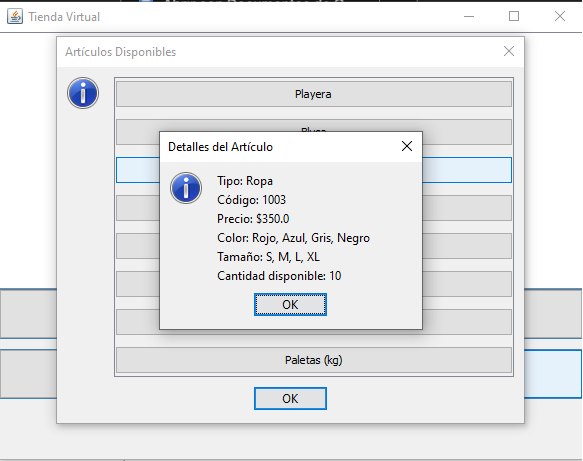 Tienda Virtual
Artículos Disponibles
Playera
Detalles del Artículo
Tipo: Ropa
Código: 1003
Precio: $350.0
Color: Rojo, Azul, Gris, Negro
Tamaño: S, M, L, XL
Cantidad disponible: 10
OK
Paletas (kg)
OK